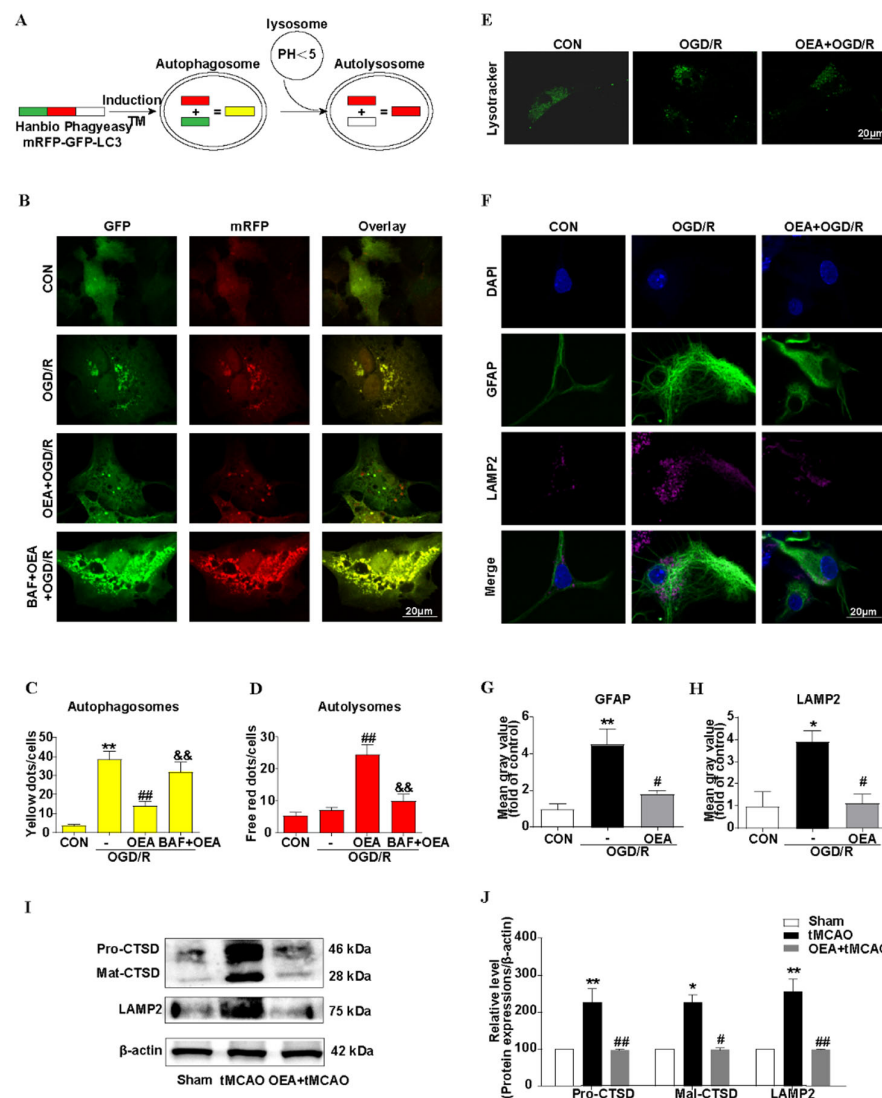 A
lysosome
PH<5
Autophagosome
Autolysosome
Induction
TM
+
=
+
=
Hanbio Phagyeasy
mRFP-GFP-LC3
B
GFP mRFP Overlay
CON
OGD/R
OEA+OGD/R
BAF+OEA
+OGD/R
20μm
C
Autophagosomes
Yellow dots/cells
50
40
30
20
10
0
**
##
&&
CON - OEA BAF+OEA
OGD/R
D
Autolysomes
Free red dots/cells
30
20
10
0
##
&&
CON - OEA BAF+OEA
OGD/R
E
CON OGD/R OEA+OGD/R
Lysotracker
20μm
F
CON OGD/R OEA+OGD/R
DAPI
GFAP
LAMP2
Merge
20μm
G
GFAP
Mean gray value
(fold of control)
6
4
2
0
**
#
CON - OEA
OGD/R
H
LAMP2
Mean gray value
(fold of control)
5
4
3
2
1
0
*
#
CON - OEA
OGD/R
I
Pro-CTSD 46 kDa
Mat-CTSD 28 kDa
LAMP2 75 kDa
β-actin 42 kDa
Sham tMCAO OEA+tMCAO
J
Sham
tMCAO
OEA+tMCAO
Relative level
(Protein expressions/β-actin)
400
300
200
100
0
** ## * # ** ##
Pro-CTSD Mal-CTSD LAMP2